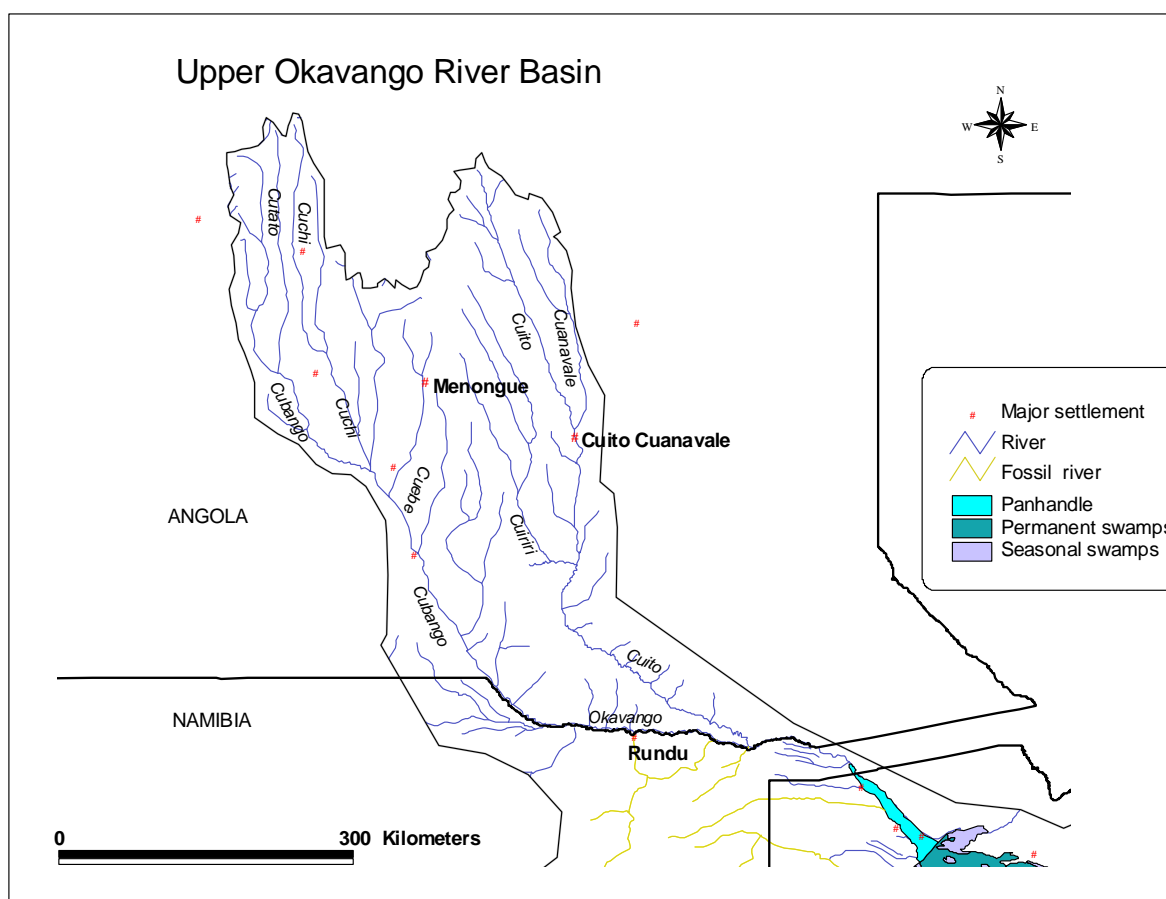 Upper Okavango River Basin
N
W
E
S
Cutato
Cuchi
Cuito
Cuanavale
Menongue
Cubango
Cuchi
Cuito Cuanavale
Cuebe
ANGOLA
Cuiriri
Cubango
Cuito
NAMIBIA
Okavango
Rundu
0 300 Kilometers
# Major settlement
River
Fossil river
Panhandle
Permanent swamps
Seasonal swamps